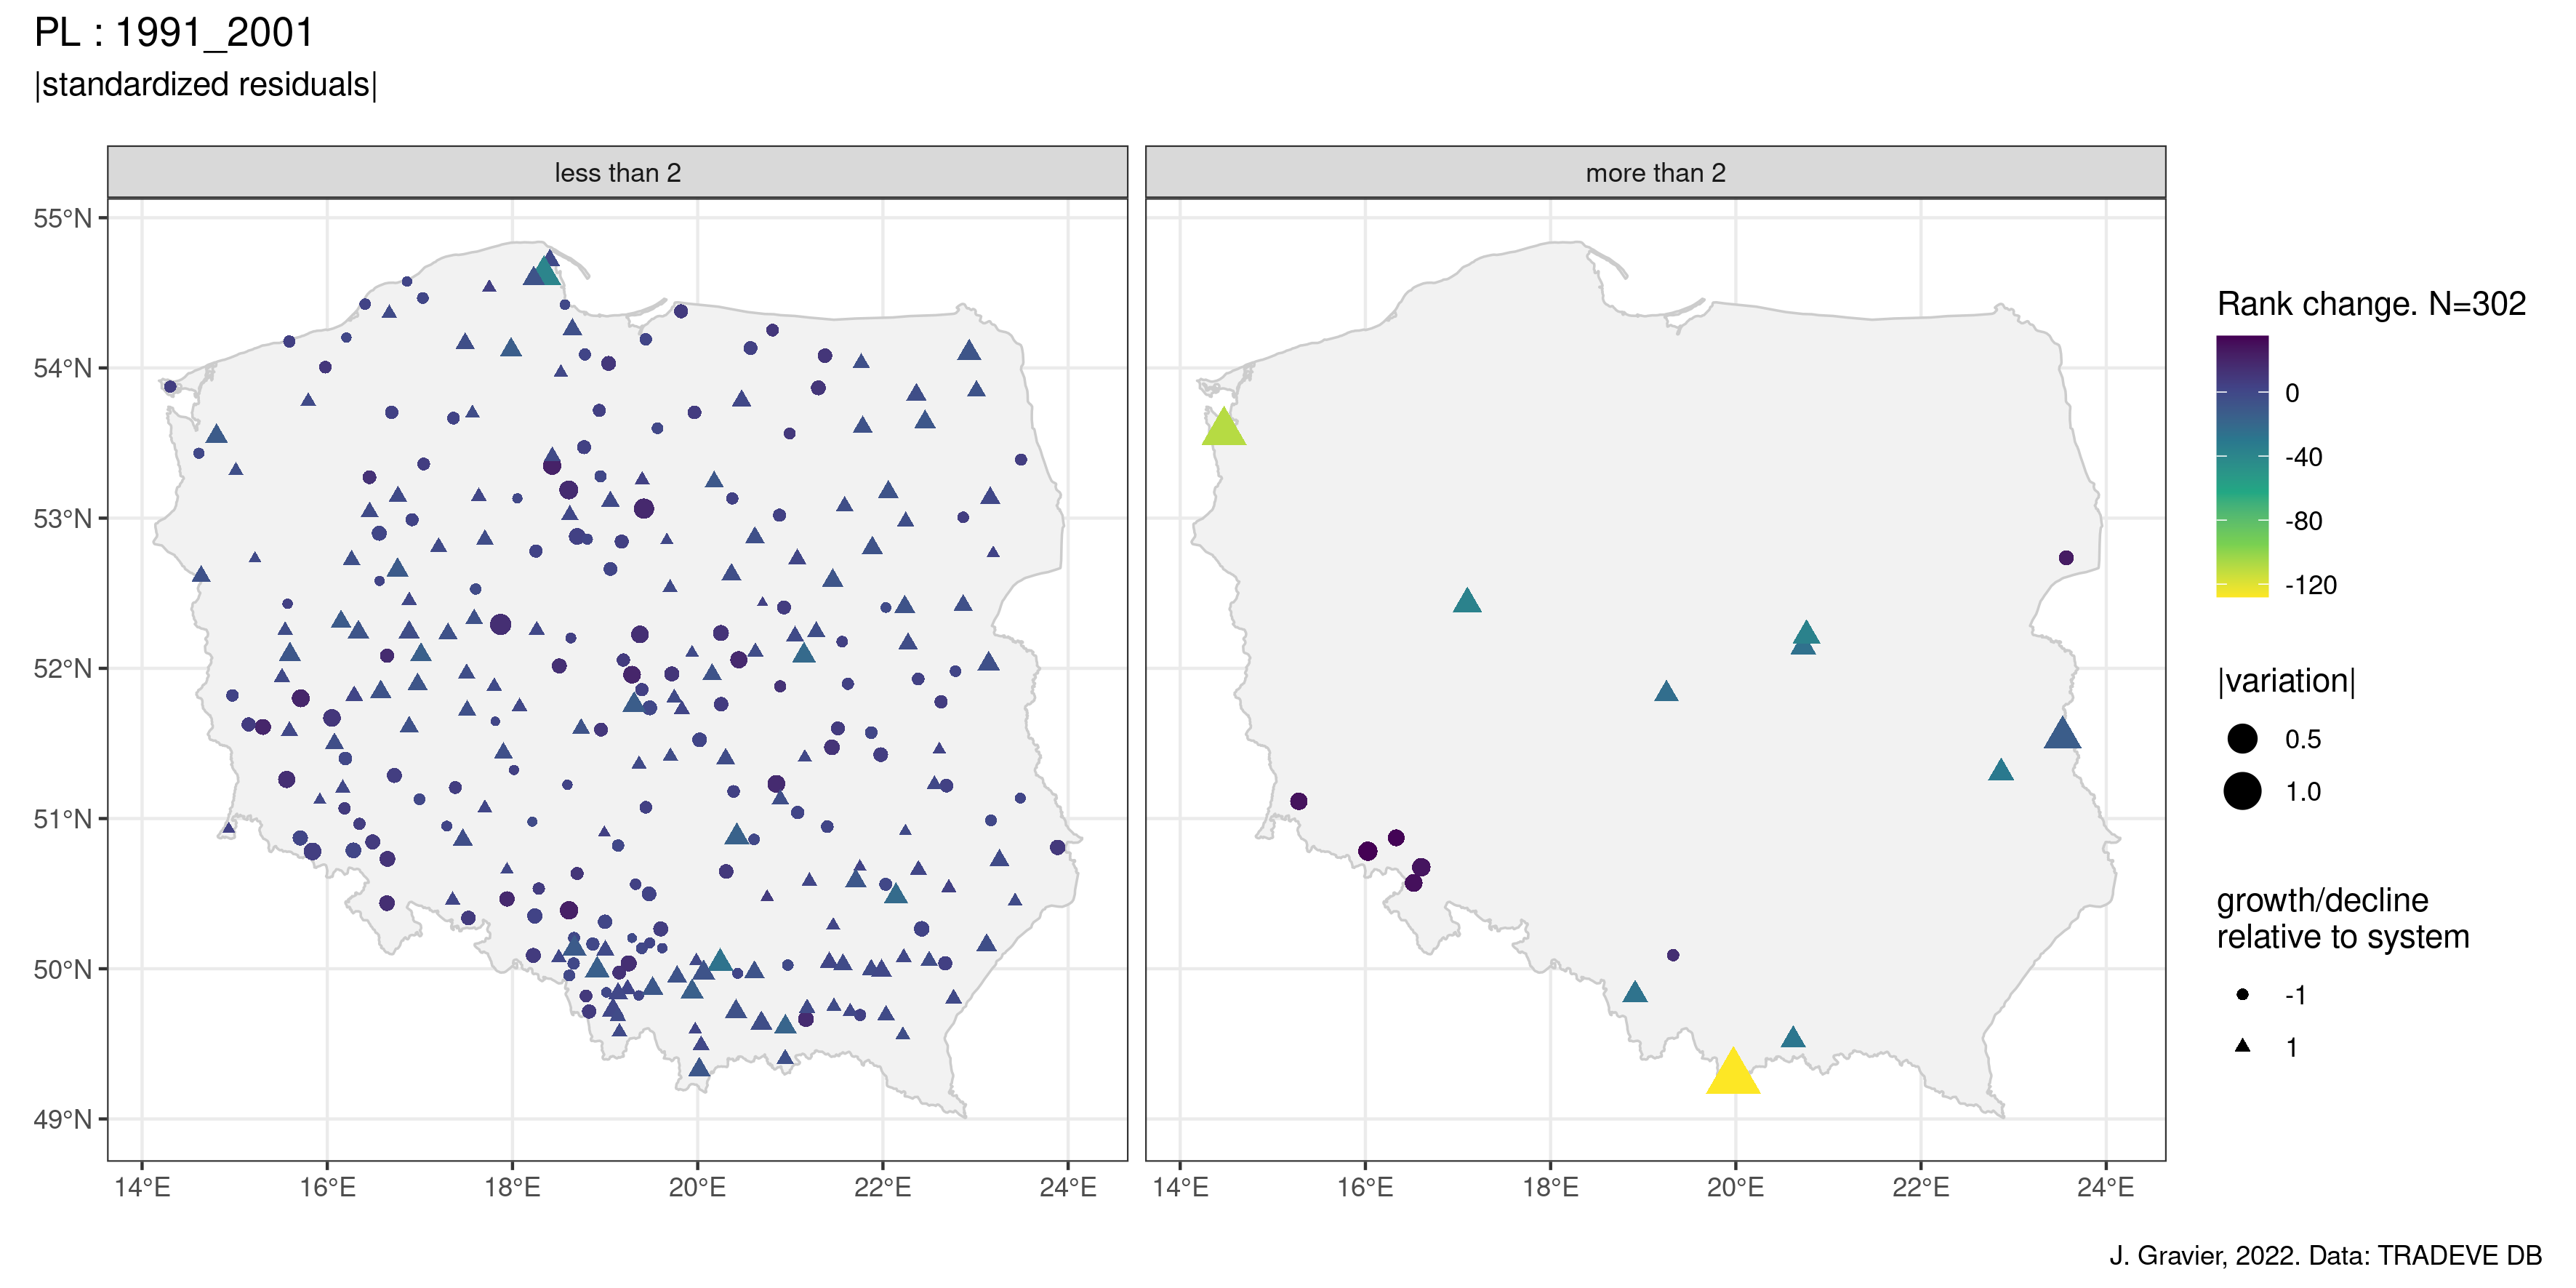 PL : 1991_2001
|standardized residuals|
less than 2
more than 2
55°N
54°N
53°N
52°N
51°N
50°N
49°N
14°E
16°E
18°E
20°E
22°E
24°E
14°E
16°E
18°E
20°E
22°E
24°E
Rank change. N=302
0
-40
-80
-120
|variation|
0.5
1.0
growth/decline
relative to system
-1
1
J. Gravier, 2022. Data: TRADEVE DB